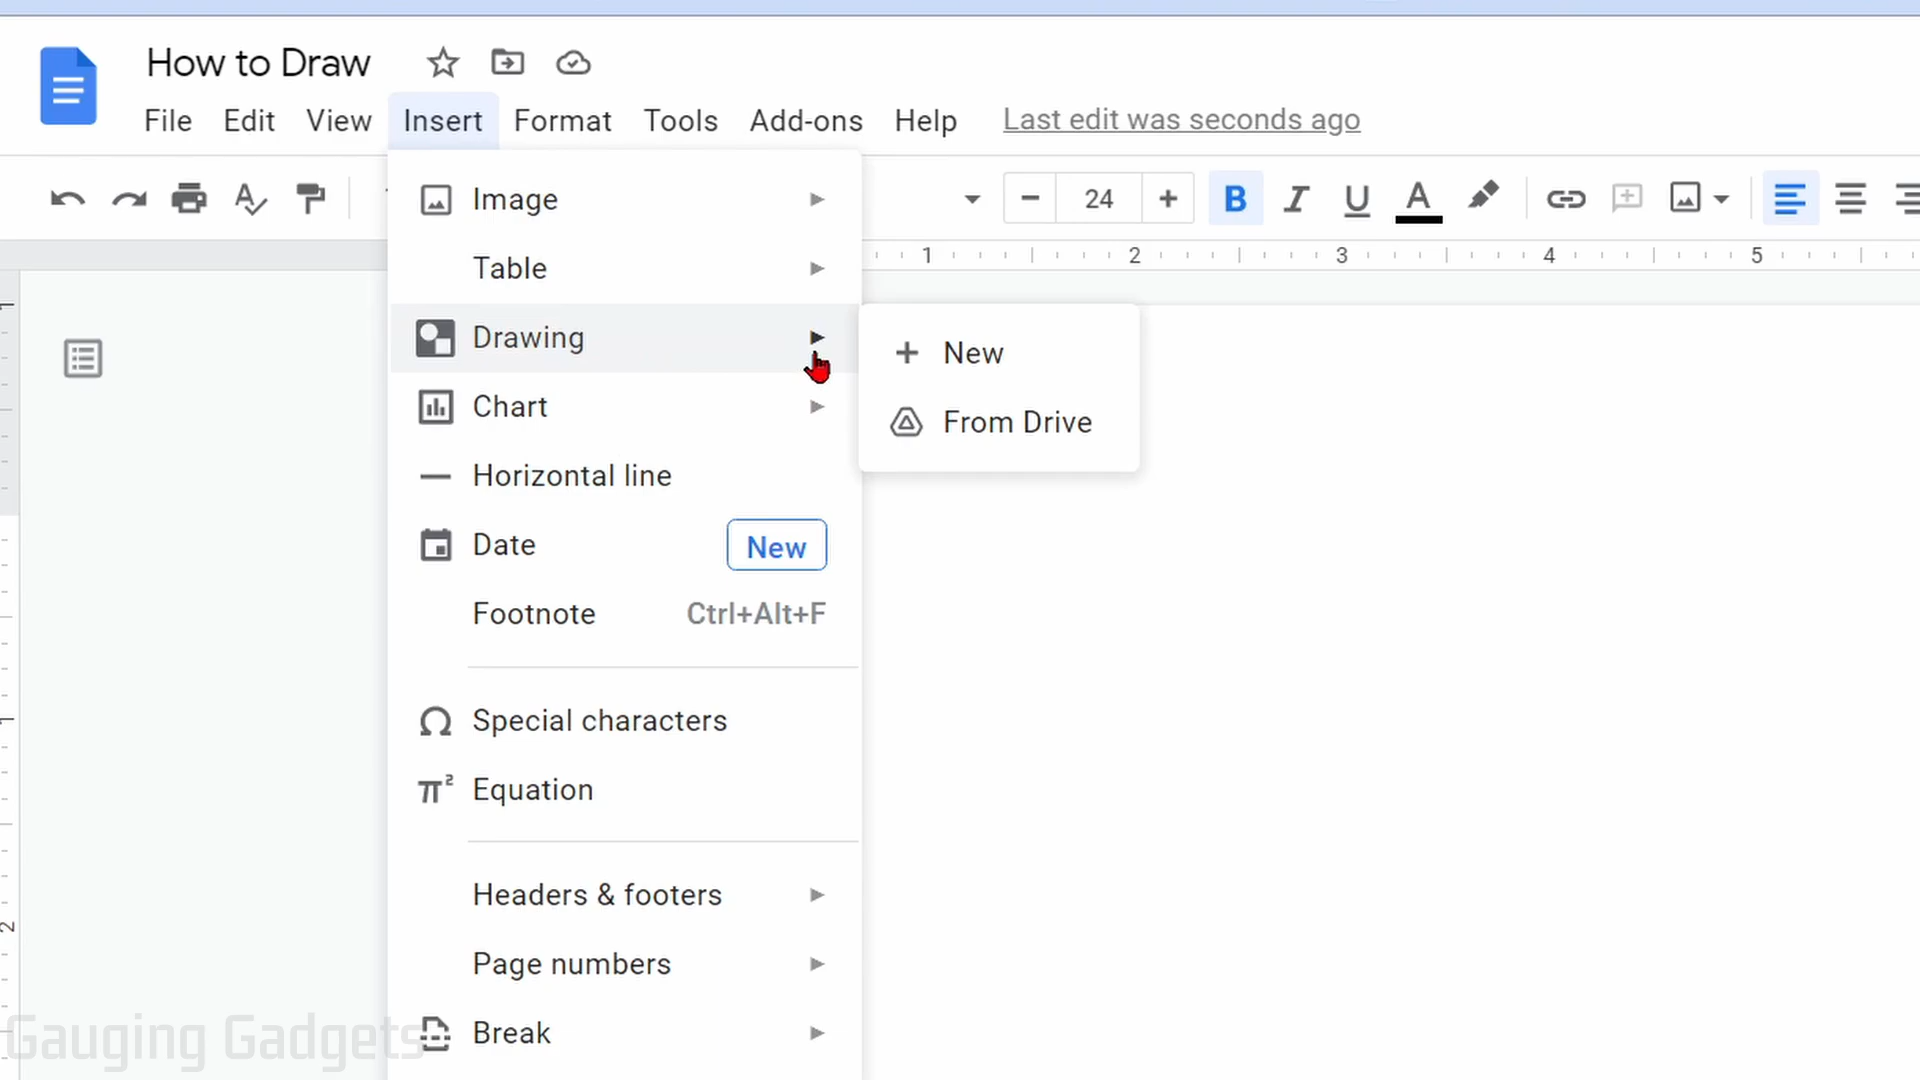 How to Draw
File Edit View Insert Format Tools Add-ons Help Last edit was seconds ago
24
1 2 3 4 5
Image
Table
Drawing
New
From Drive
Chart
Horizontal line
Date New
Footnote Ctrl+Alt+F
Special characters
Equation
Headers & footers
2
Page numbers
Break
Gauging Gadgets